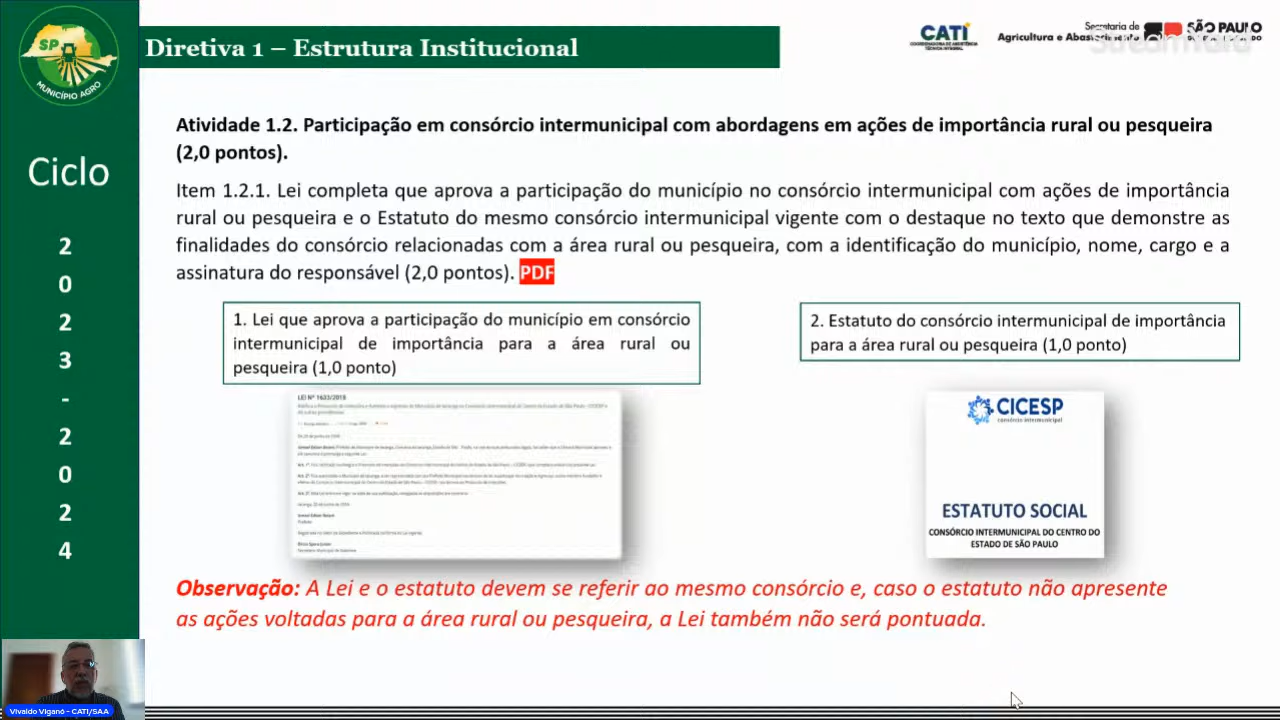 SP
MUNICÍPIO AGRO
Diretiva 1 – Estrutura Institucional
CATI
COORDENADORIA DE ASSISTÊNCIA
TÉCNICA INTEGRAL
Secretaria de
Agricultura e Abastecimento
SÃO PAULO
Ciclo
2
0
2
3
-
2
0
2
4
Atividade 1.2. Participação em consórcio intermunicipal com abordagens em ações de importância rural ou pesqueira
(2,0 pontos).
Item 1.2.1. Lei completa que aprova a participação do município no consórcio intermunicipal com ações de importância
rural ou pesqueira e o Estatuto do mesmo consórcio intermunicipal vigente com o destaque no texto que demonstre as
finalidades do consórcio relacionadas com a área rural ou pesqueira, com a identificação do município, nome, cargo e a
assinatura do responsável (2,0 pontos). PDF
1. Lei que aprova a participação do município em consórcio
intermunicipal de importância para a área rural ou
pesqueira (1,0 ponto)
2. Estatuto do consórcio intermunicipal de importância
para a área rural ou pesqueira (1,0 ponto)
LEI Nº 1633/2019
CICESP
consórcio intermunicipal
ESTATUTO SOCIAL
CONSÓRCIO INTERMUNICIPAL DO CENTRO DO
ESTADO DE SÃO PAULO
Observação: A Lei e o estatuto devem se referir ao mesmo consórcio e, caso o estatuto não apresente
as ações voltadas para a área rural ou pesqueira, a Lei também não será pontuada.
Vivaldo Viganó - CATI/SAA